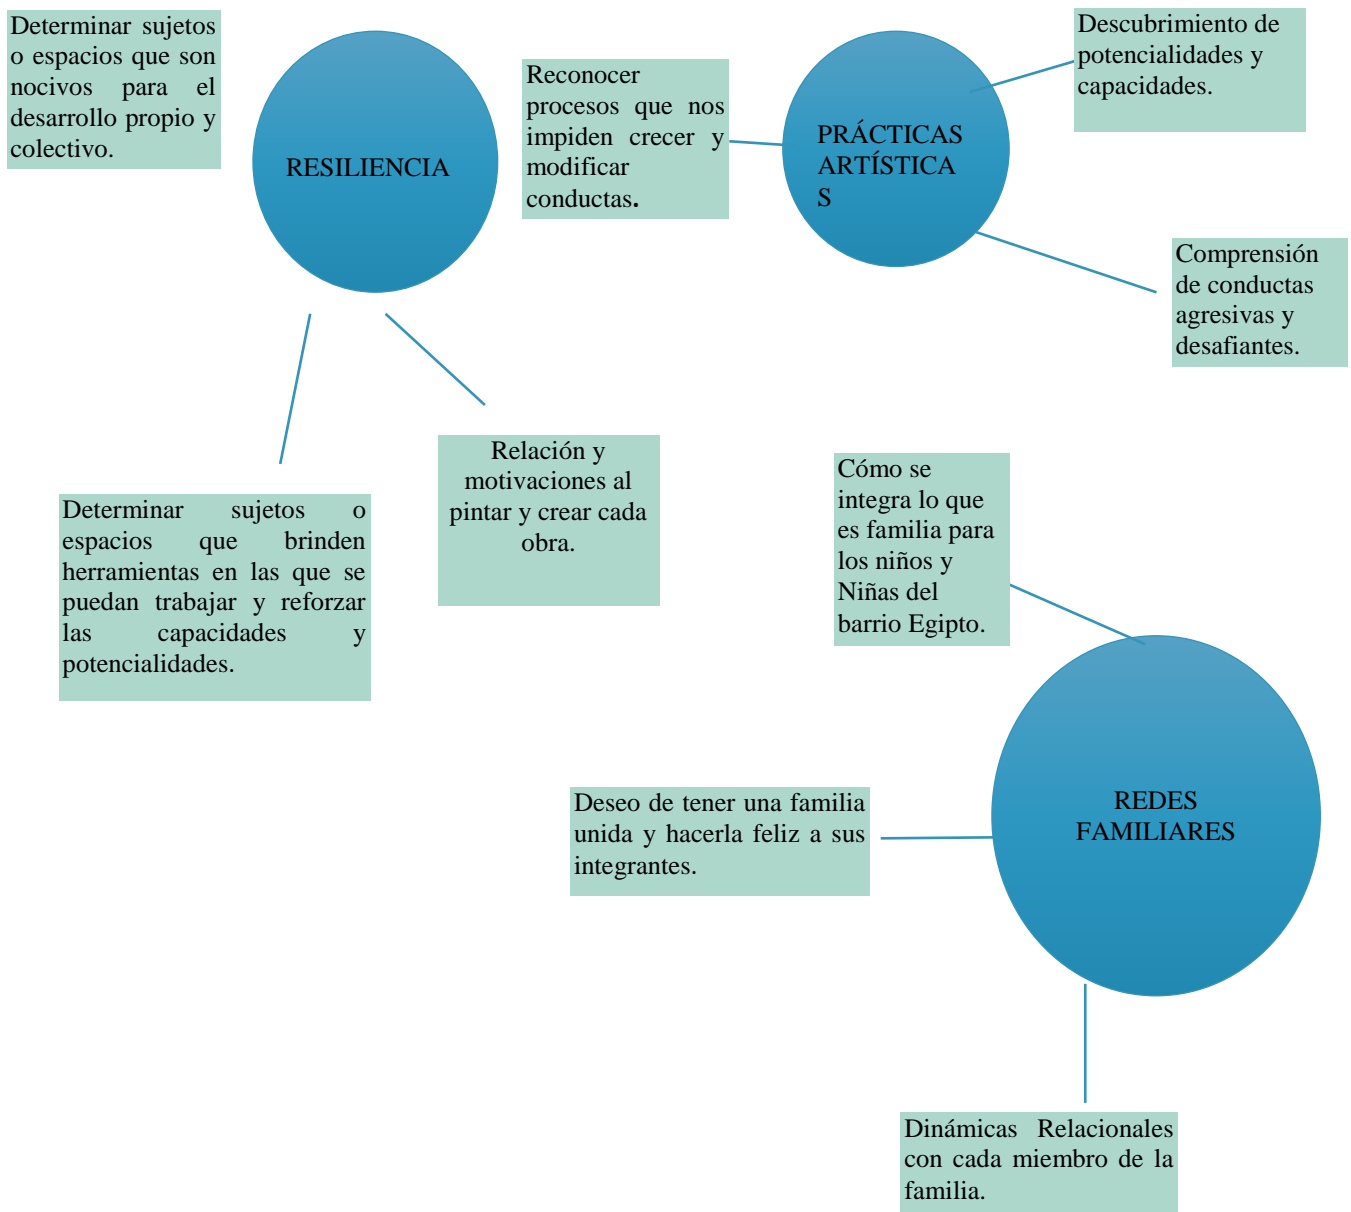 Determinar sujetos
o espacios que son
nocivos para el
desarrollo propio y
colectivo.
RESILIENCIA
Reconocer
procesos que nos
impiden crecer y
modificar
conductas.
PRÁCTICAS
ARTÍSTICA
S
Descubrimiento de
potencialidades y
capacidades.
Comprensión
de conductas
agresivas y
desafiantes.
Determinar sujetos o
espacios que brinden
herramientas en las que se
puedan trabajar y reforzar
las capacidades y
potencialidades.
Relación y
motivaciones al
pintar y crear cada
obra.
Cómo se
integra lo que
es familia para
los niños y
Niñas del
barrio Egipto.
Deseo de tener una familia
unida y hacerla feliz a sus
integrantes.
REDES
FAMILIARES
Dinámicas Relacionales
con cada miembro de la
familia.